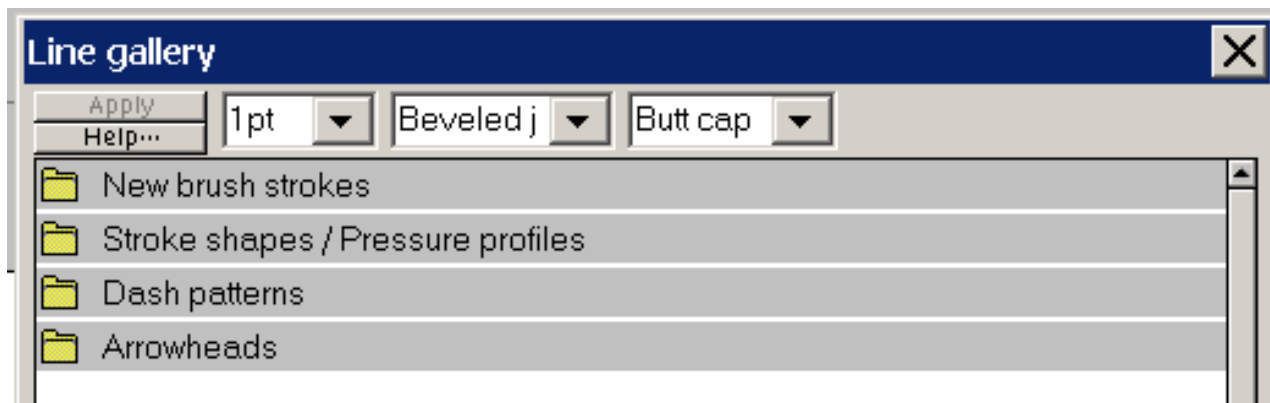 Line gallery
Apply
Help...
1pt
Beveled j
Butt cap
New brush strokes
Stroke shapes / Pressure profiles
Dash patterns
Arrowheads